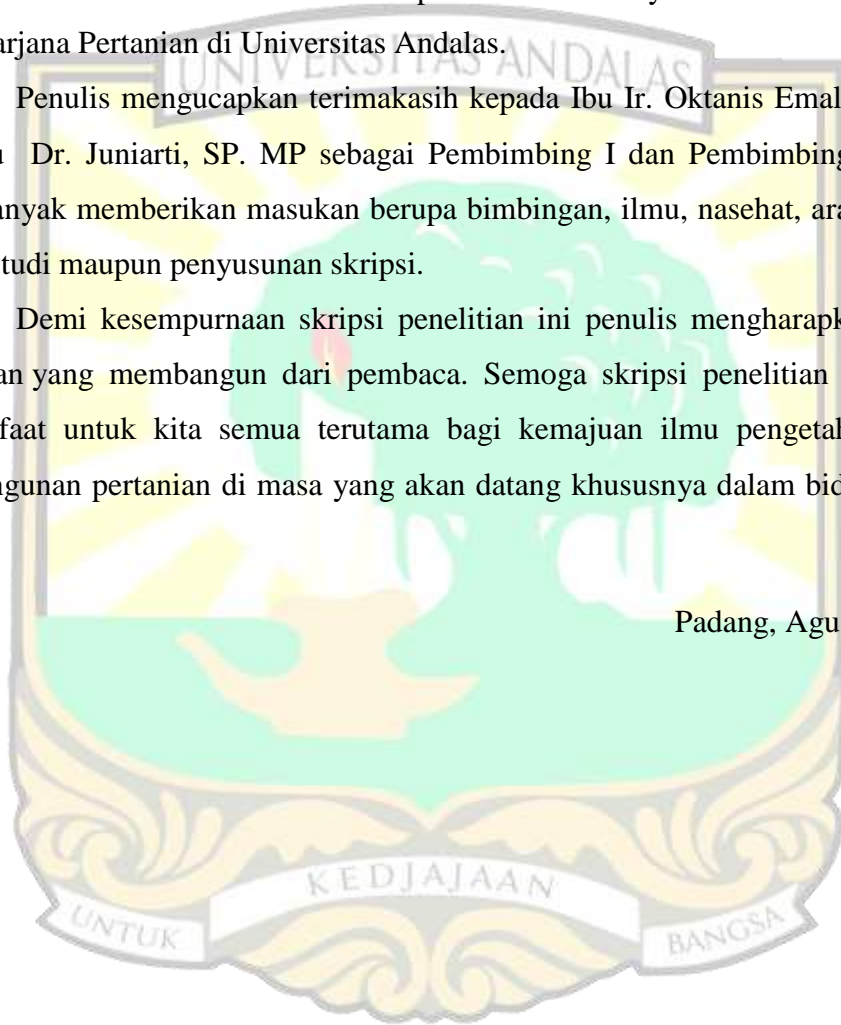 arjana Pertanian di Universitas Andalas.
UNIVERSITAS ANDALAS
Penulis mengucapkan terimakasih kepada Ibu Ir. Oktanis Emal
u Dr. Juniarti, SP. MP sebagai Pembimbing I dan Pembimbing
anyak memberikan masukan berupa bimbingan, ilmu, nasehat, ara
tudi maupun penyusunan skripsi.
Demi kesempurnaan skripsi penelitian ini penulis mengharapk
an yang membangun dari pembaca. Semoga skripsi penelitian
faat untuk kita semua terutama bagi kemajuan ilmu pengetah
ngunan pertanian di masa yang akan datang khususnya dalam bid
Padang, Agu
KEDJAJAAN
UNTUK
BANGSA